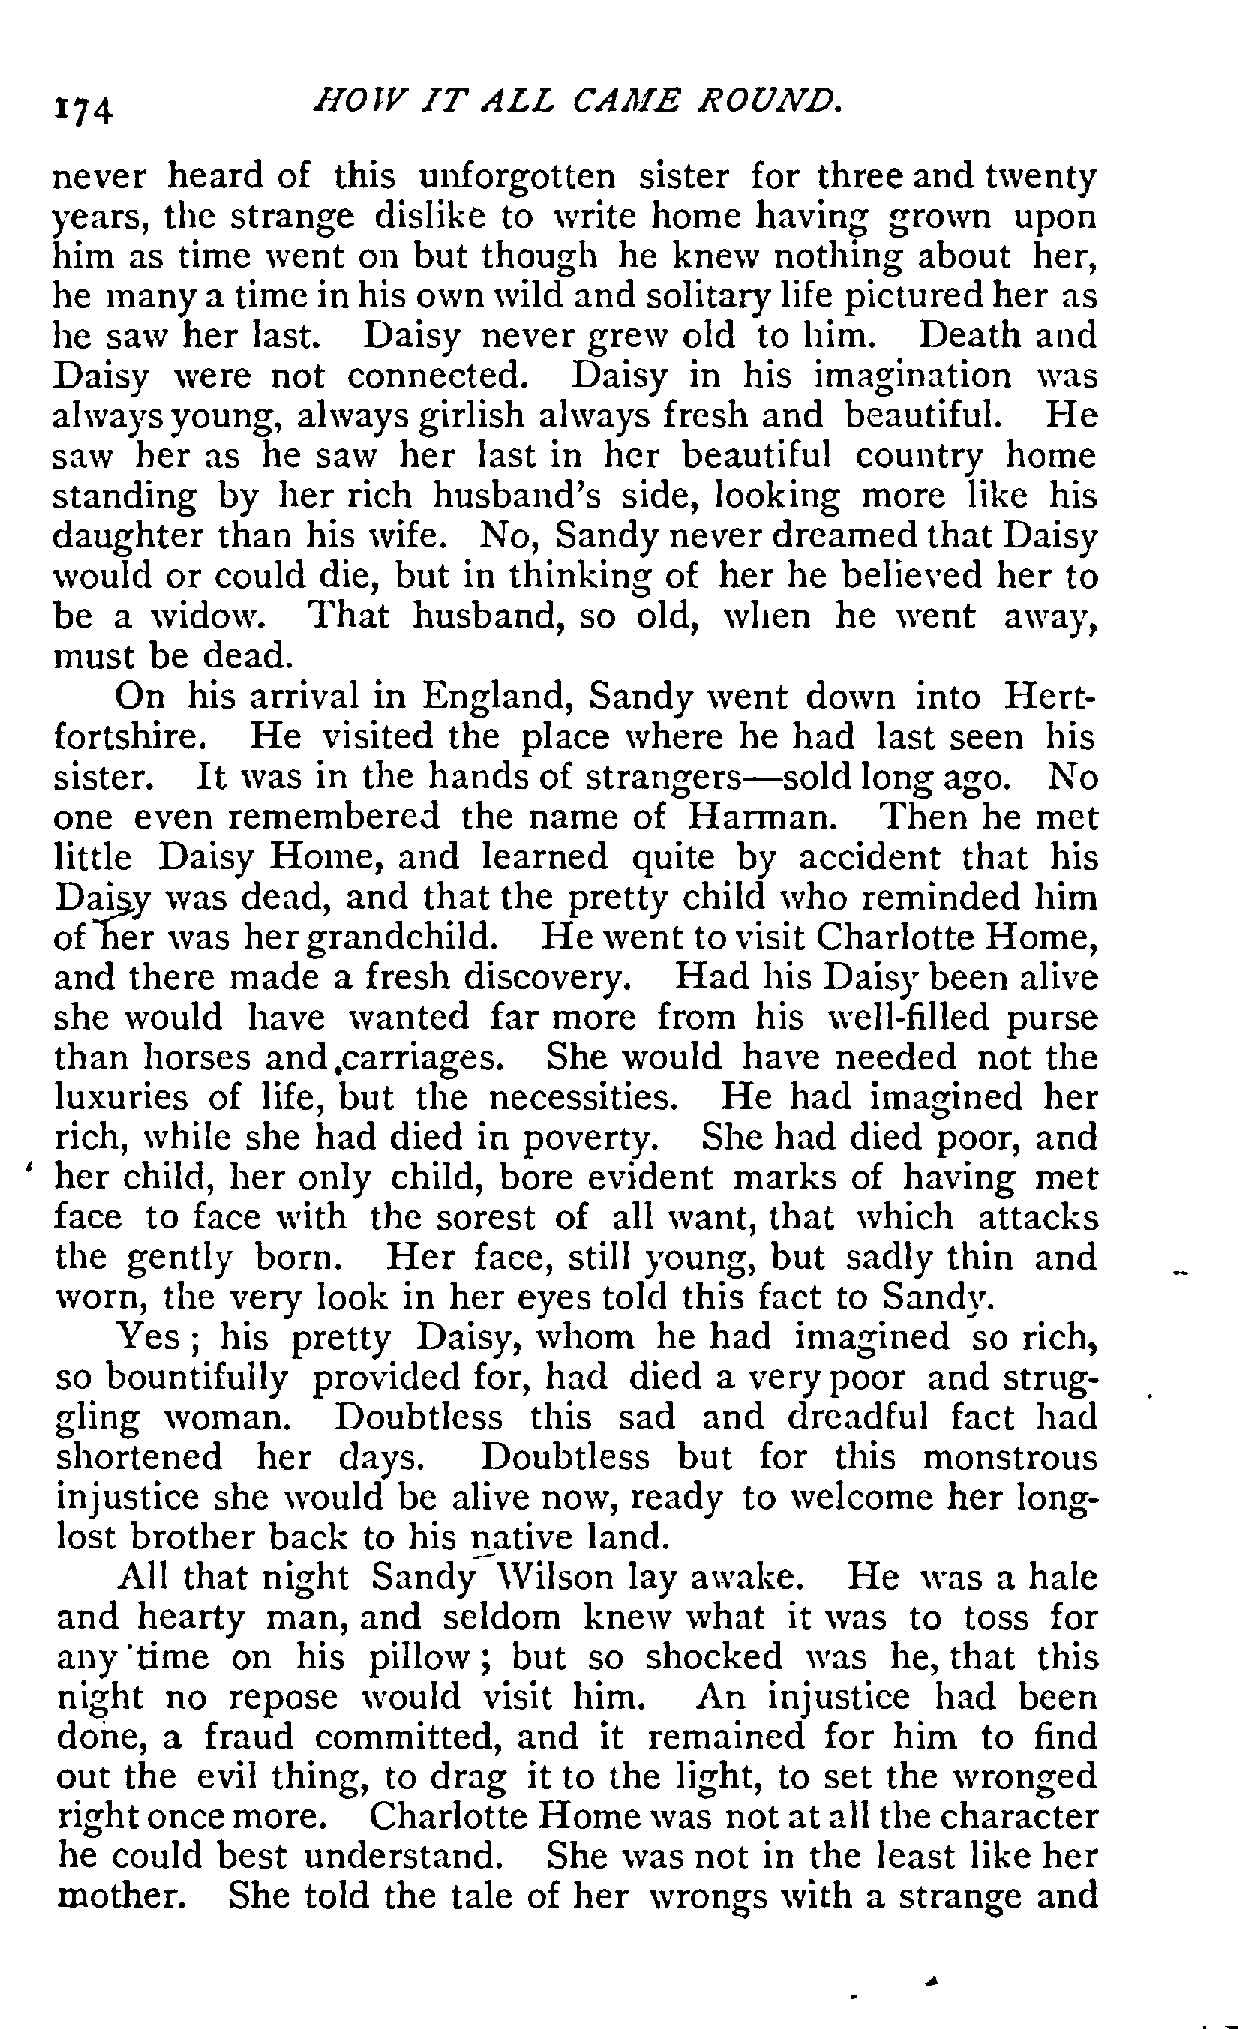 174 HOW IT ALL CAME ROUND.
never heard of this unforgotten sister for three and twenty
years, the strange dislike to write home having grown upon
him as time went on but though he knew nothing about her,
he many a time in his own wild and solitary life pictured her as
he saw her last. Daisy never grew old to him. Death and
Daisy were not connected. Daisy in his imagination was
always young, always girlish always fresh and beautiful. He
saw her as he saw her last in her beautiful country home
standing by her rich husband's side, looking more like his
daughter than his wife. No, Sandy never dreamed that Daisy
would or could die, but in thinking of her he believed her to
be a widow. That husband, so old, when he went away,
must be dead.
On his arrival in England, Sandy went down into Hert-
fortshire. He visited the place where he had last seen his
sister. It was in the hands of strangers—sold long ago. No
one even remembered the name of Harman. Then he met
little Daisy Home, and learned quite by accident that his
Daisy was dead, and that the pretty child who reminded him
of her was her grandchild. He went to visit Charlotte Home,
and there made a fresh discovery. Had his Daisy been alive
she would have wanted far more from his well-filled purse
than horses and carriages. She would have needed not the
luxuries of life, but the necessities. He had imagined her
rich, while she had died in poverty. She had died poor, and
her child, her only child, bore evident marks of having met
face to face with the sorest of all want, that which attacks
the gently born. Her face, still young, but sadly thin and
worn, the very look in her eyes told this fact to Sandy.
Yes; his pretty Daisy, whom he had imagined so rich,
so bountifully provided for, had died a very poor and strug-
gling woman. Doubtless this sad and dreadful fact had
shortened her days. Doubtless but for this monstrous
injustice she would be alive now, ready to welcome her long-
lost brother back to his native land.
All that night Sandy Wilson lay awake. He was a hale
and hearty man, and seldom knew what it was to toss for
any time on his pillow; but so shocked was he, that this
night no repose would visit him. An injustice had been
done, a fraud committed, and it remained for him to find
out the evil thing, to drag it to the light, to set the wronged
right once more. Charlotte Home was not at all the character
he could best understand. She was not in the least like her
mother. She told the tale of her wrongs with a strange and